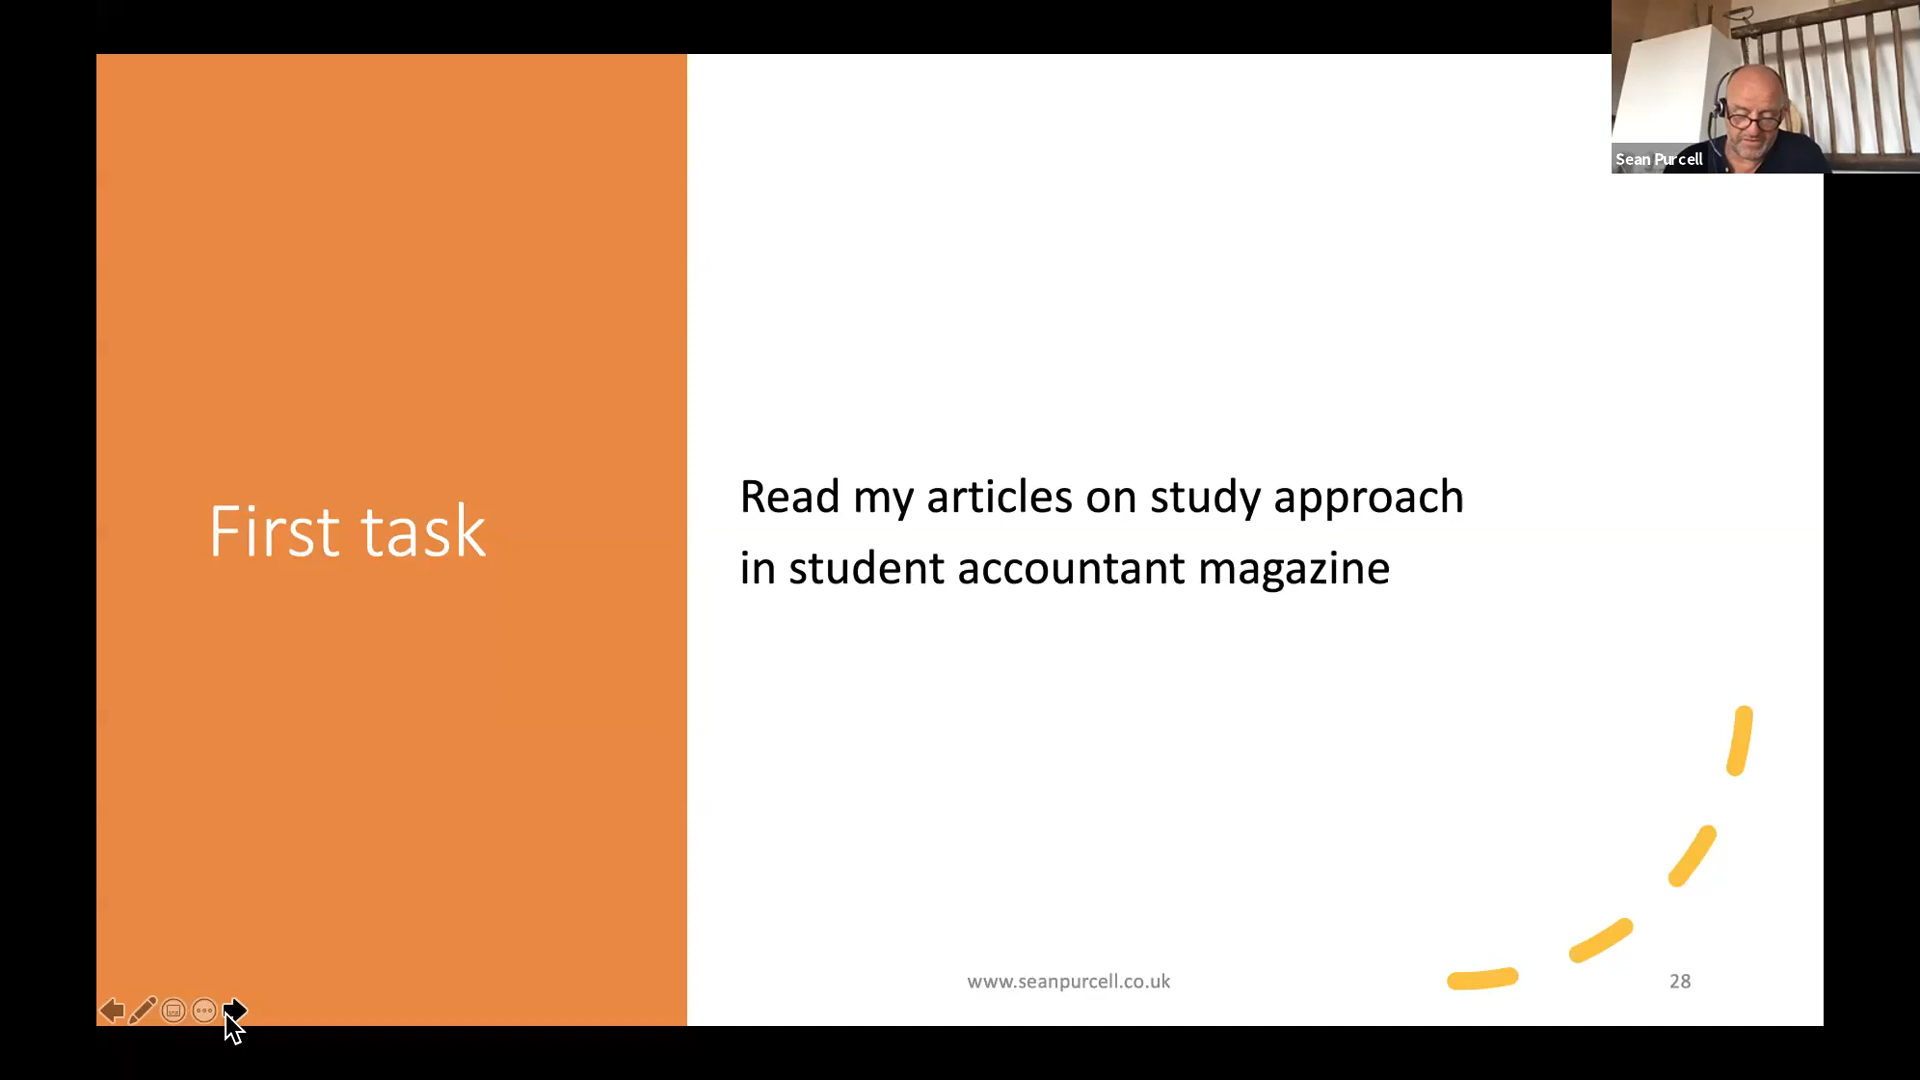 Sean Purcell
First task
Read my articles on study approach
in student accountant magazine
www.seanpurcell.co.uk
28